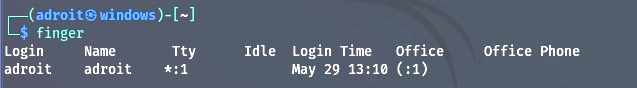 ┌──(adroit㉿windows)-[~]
└─$ finger
Login     Name       Tty      Idle  Login Time   Office     Office Phone
adroit    adroit    *:1             May 29 13:10 (:1)